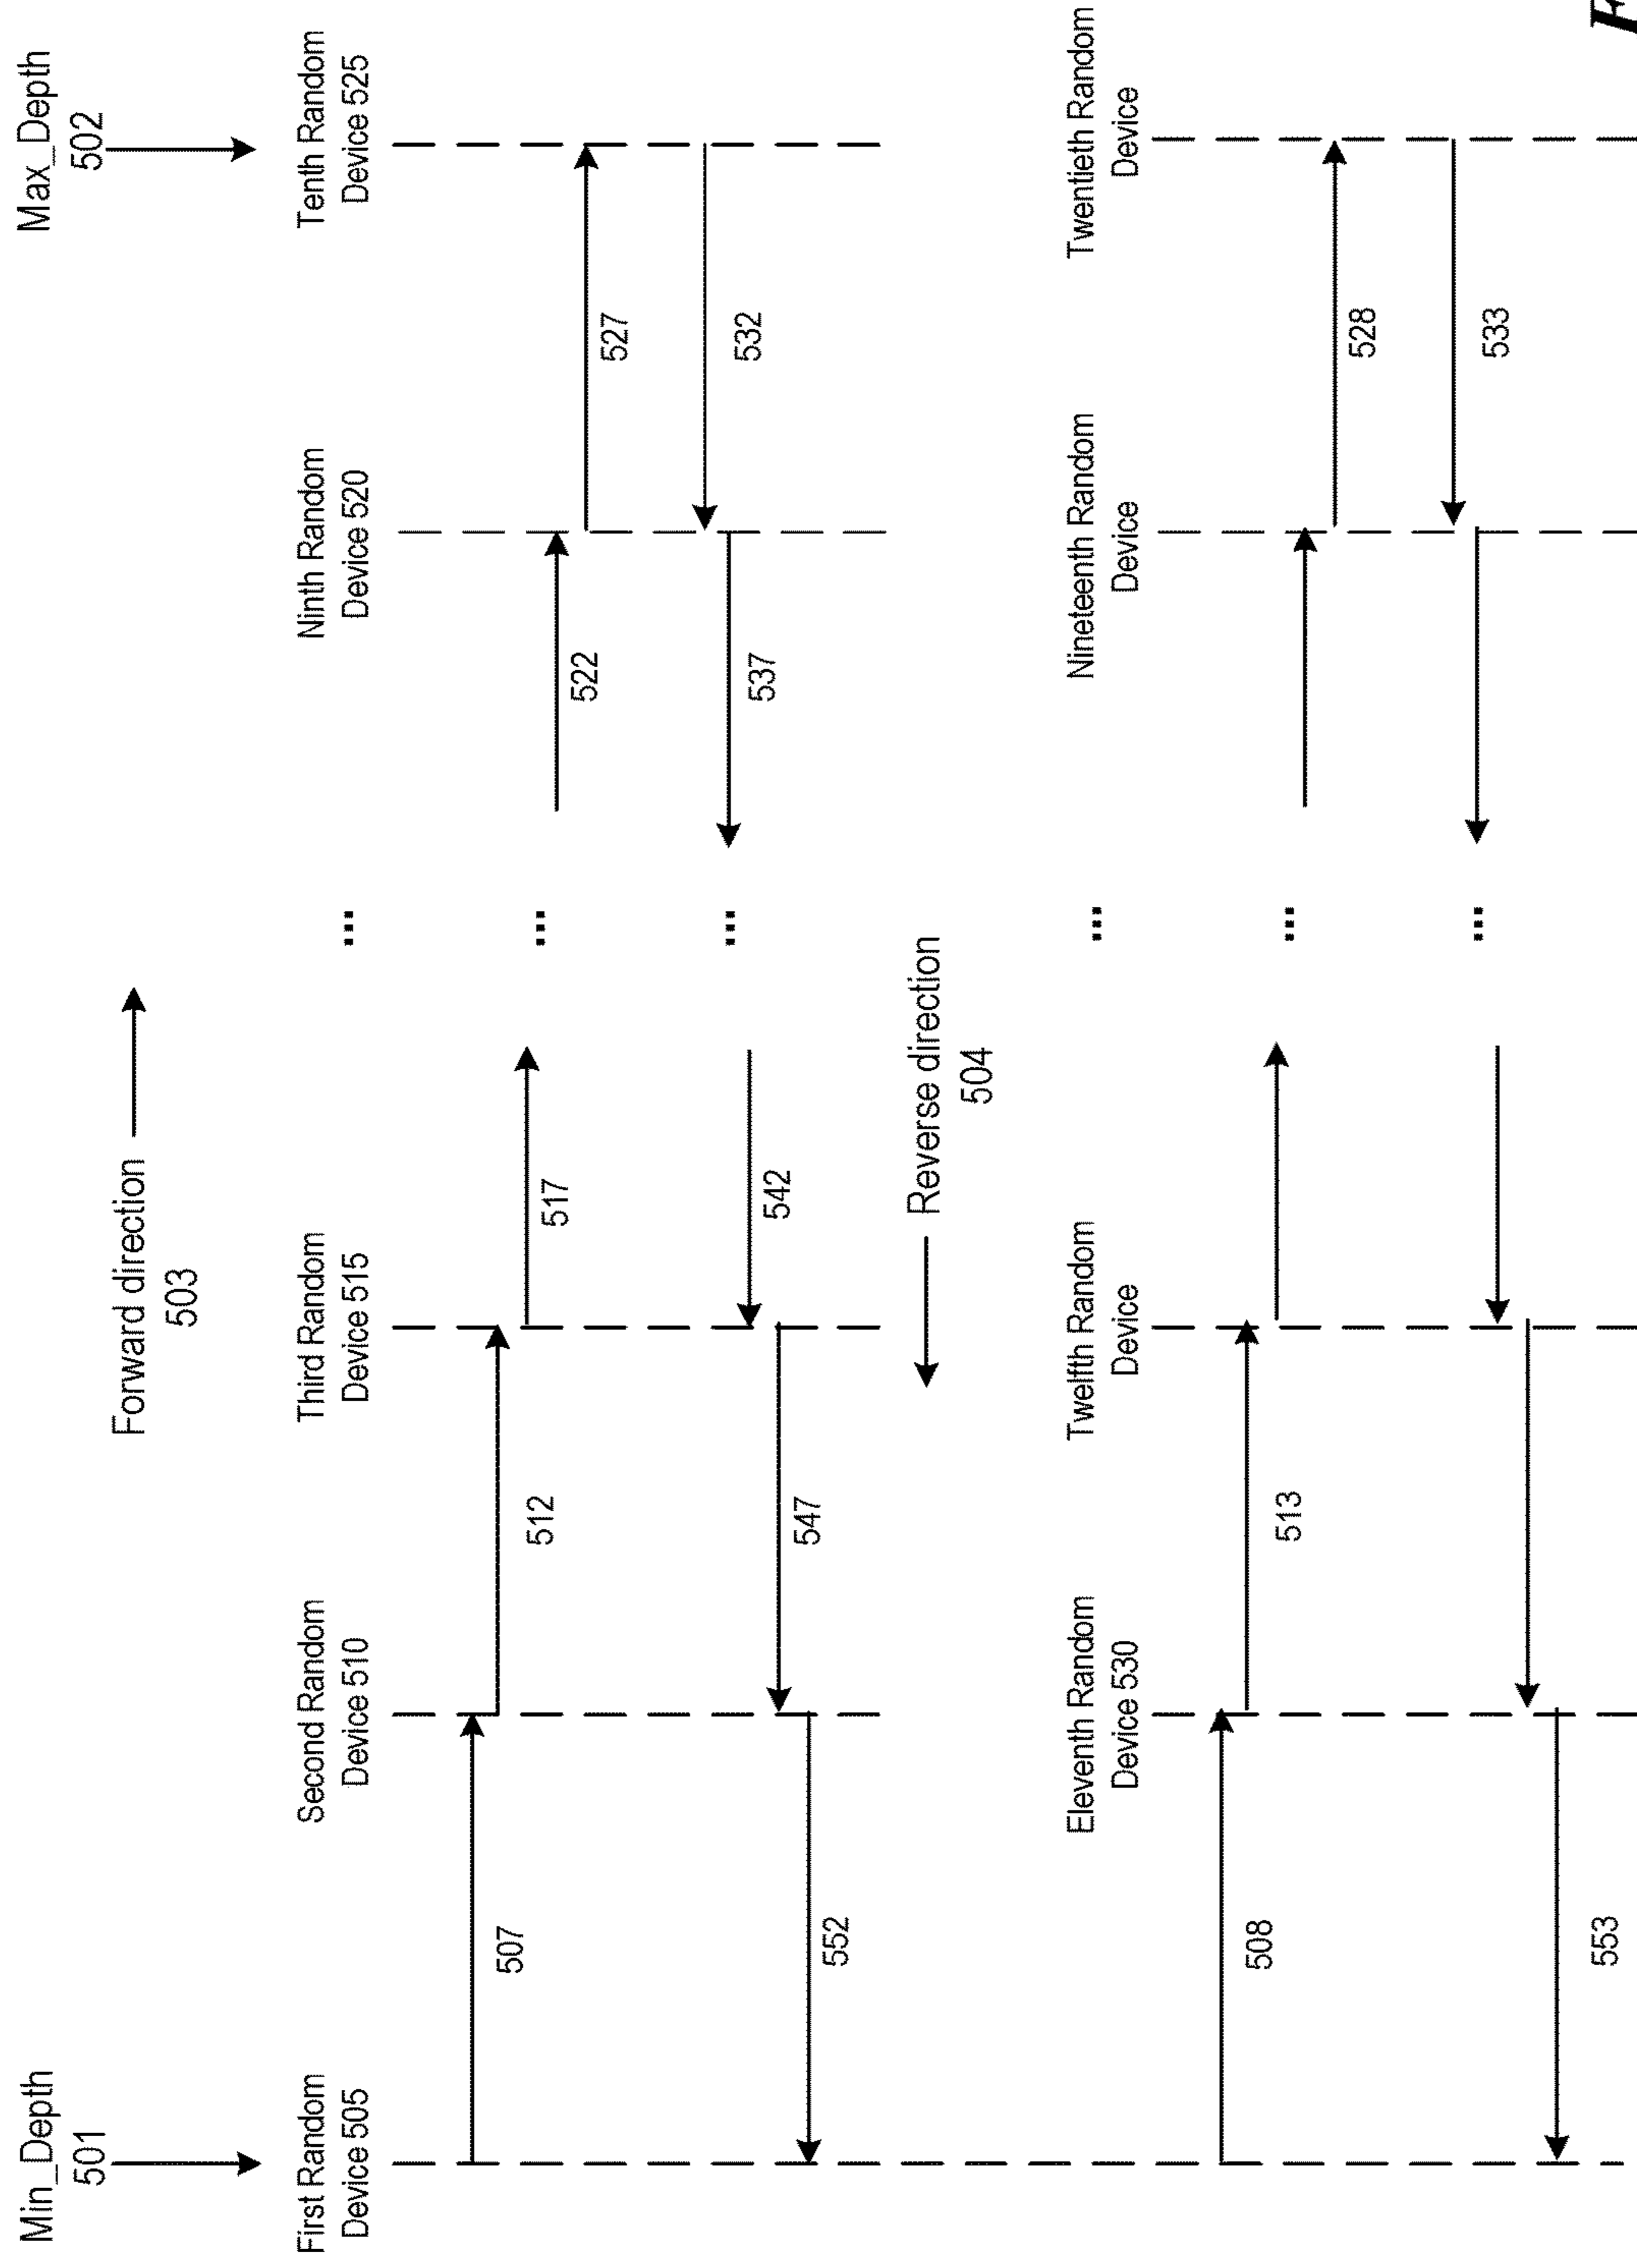 Min_Depth
501
Forward direction
503
Max_Depth
502
First Random
Device 505
Second Random
Device 510
Third Random
Device 515
...
Ninth Random
Device 520
Tenth Random
Device 525
507
512
517
...
522
527
532
537
...
542
547
552
Reverse direction
504
Eleventh Random
Device 530
Twelfth Random
Device
...
Nineteenth Random
Device
Twentieth Random
Device
508
513
...
528
533
...
553
F